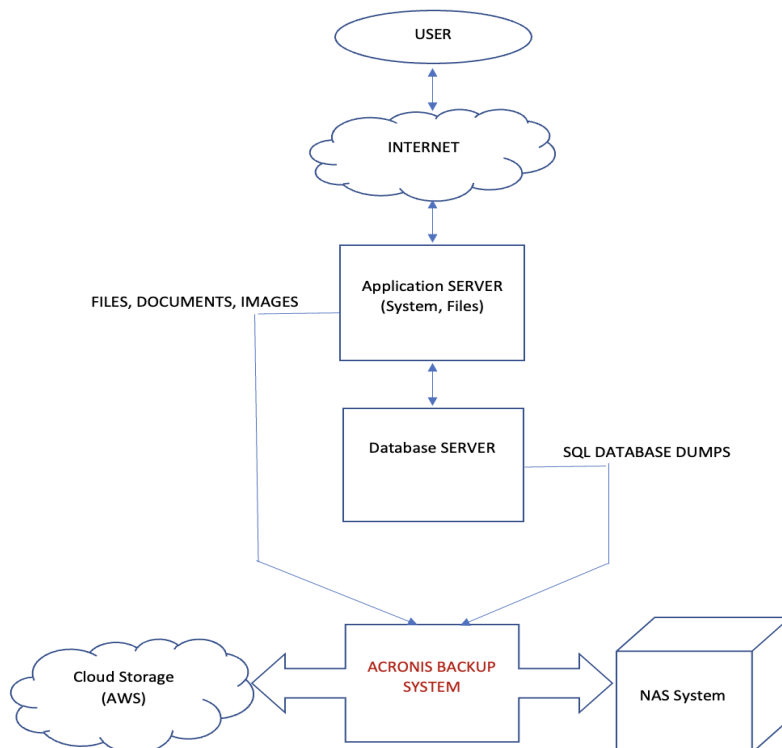 USER
INTERNET
Application SERVER
(System, Files)
FILES, DOCUMENTS, IMAGES
Database SERVER
SQL DATABASE DUMPS
Cloud Storage
(AWS)
ACRONIS BACKUP
SYSTEM
NAS System